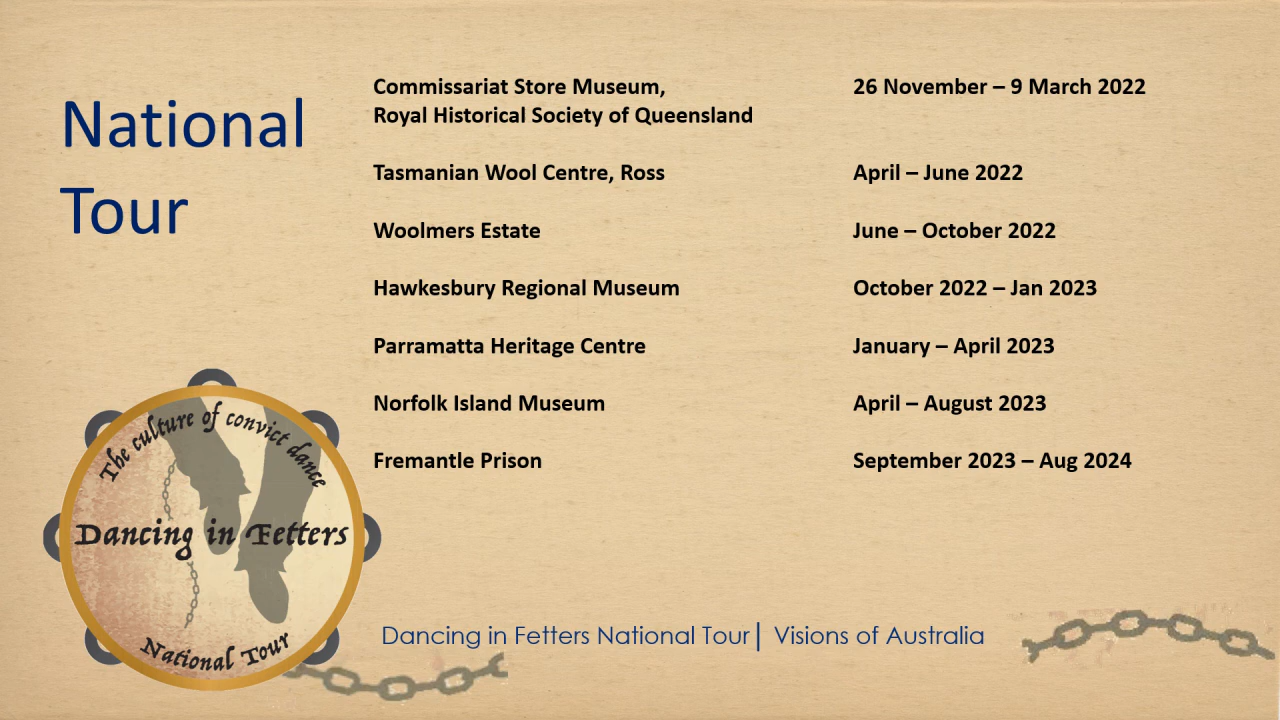 National
Tour
Commissariat Store Museum,
Royal Historical Society of Queensland
26 November – 9 March 2022
Tasmanian Wool Centre, Ross
April – June 2022
Woolmers Estate
June – October 2022
Hawkesbury Regional Museum
October 2022 – Jan 2023
Parramatta Heritage Centre
January – April 2023
Norfolk Island Museum
April – August 2023
Fremantle Prison
September 2023 – Aug 2024
The culture of convict dance
Dancing in Fetters
National Tour
Dancing in Fetters National Tour| Visions of Australia